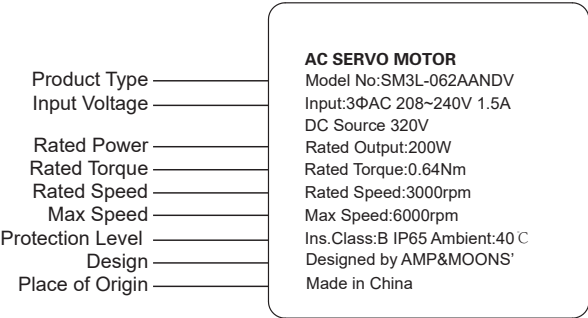 AC SERVO MOTOR
Product Type Model No:SM3L-062AANDV
Input Voltage Input:3ΦAC 208~240V 1.5A
DC Source 320V
Rated Power Rated Output:200W
Rated Torque Rated Torque:0.64Nm
Rated Speed Rated Speed:3000rpm
Max Speed Max Speed:6000rpm
Protection Level Ins.Class:B IP65 Ambient:40℃
Design Designed by AMP&MOONS'
Place of Origin Made in China